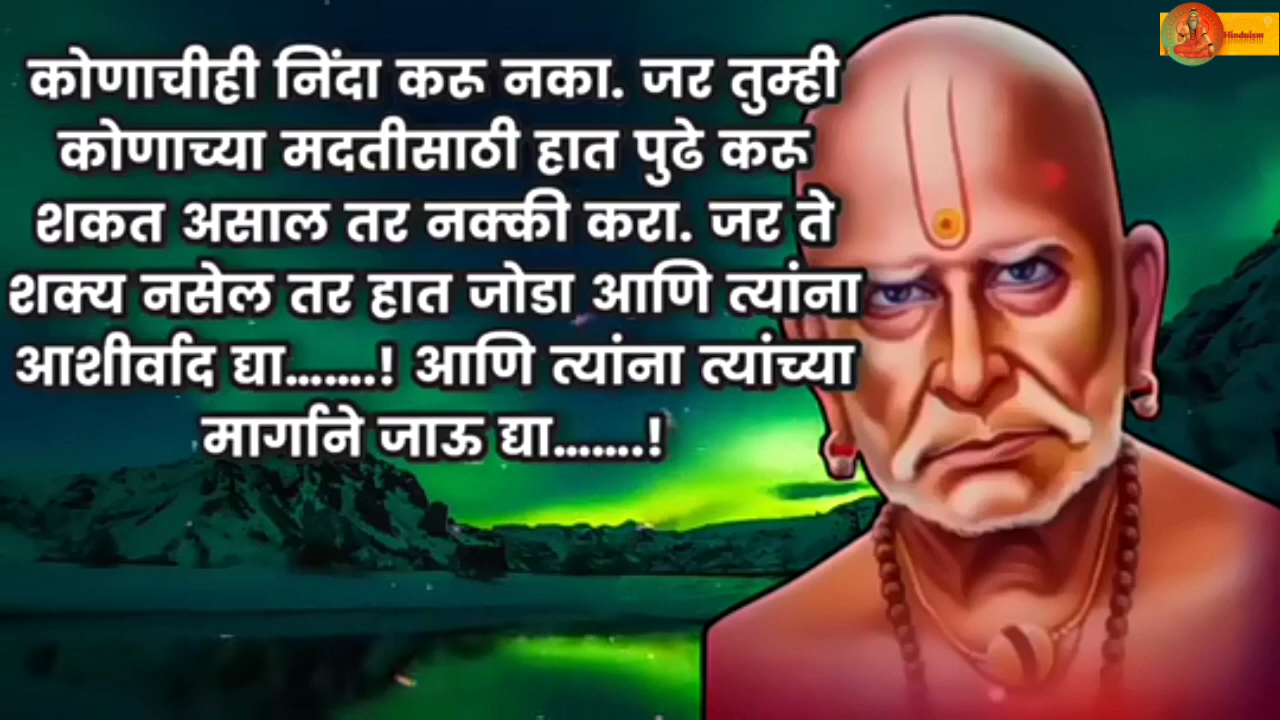 कोणाचीही निंदा करू नका. जर तुम्ही
कोणाच्या मदतीसाठी हात पुढे करू
शकत असाल तर नक्की करा. जर ते
शक्य नसेल तर हात जोडा आणि त्यांना
आशीर्वाद द्या.......! आणि त्यांना त्यांच्या
मार्गाने जाऊ द्या.......!
Hinduism